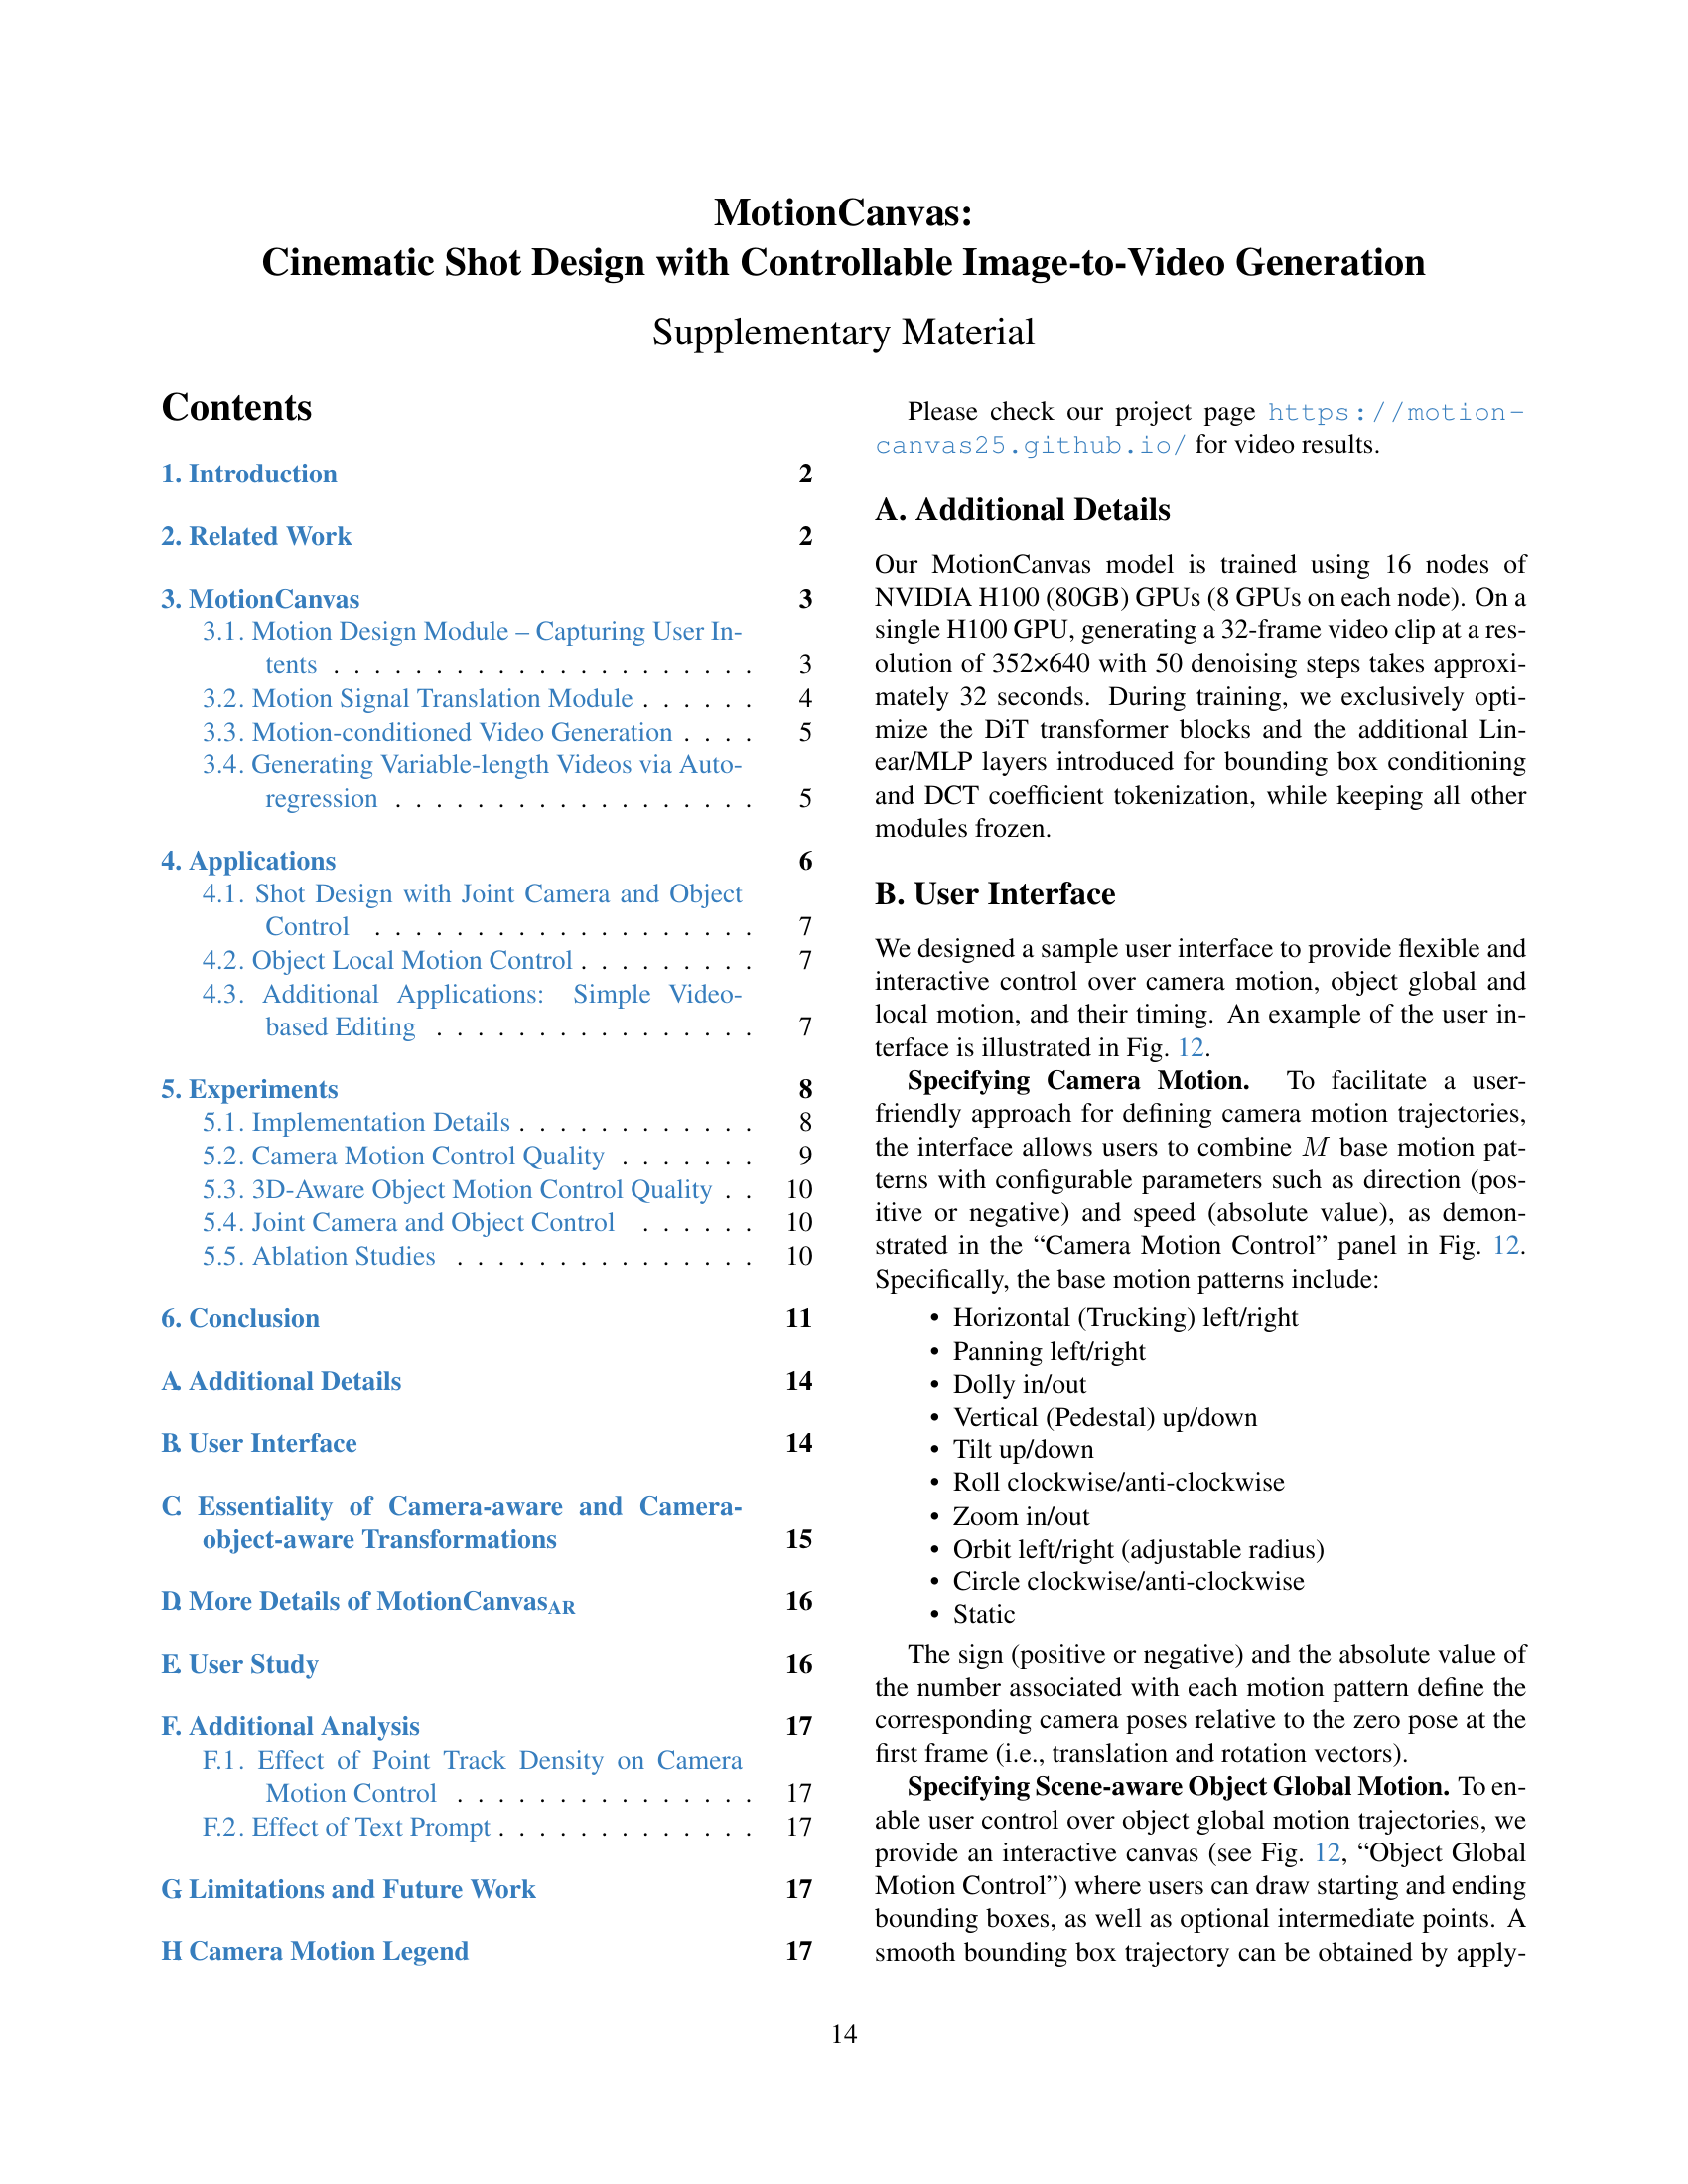 MotionCanvas:
Cinematic Shot Design with Controllable Image-to-Video Generation
Supplementary Material
Contents
1. Introduction 2
2. Related Work 2
3. MotionCanvas 3
3.1. Motion Design Module – Capturing User In-
tents . . . . . . . . . . . . . . . . . . . . . 3
3.2. Motion Signal Translation Module . . . . . . 4
3.3. Motion-conditioned Video Generation . . . . 5
3.4. Generating Variable-length Videos via Auto-
regression . . . . . . . . . . . . . . . . . . 5
4. Applications 6
4.1. Shot Design with Joint Camera and Object
Control . . . . . . . . . . . . . . . . . . . 7
4.2. Object Local Motion Control . . . . . . . . . 7
4.3. Additional Applications: Simple Video-
based Editing . . . . . . . . . . . . . . . . 7
5. Experiments 8
5.1. Implementation Details . . . . . . . . . . . . 8
5.2. Camera Motion Control Quality . . . . . . . 9
5.3. 3D-Aware Object Motion Control Quality . . 10
5.4. Joint Camera and Object Control . . . . . . 10
5.5. Ablation Studies . . . . . . . . . . . . . . . 10
6. Conclusion 11
A. Additional Details 14
B. User Interface 14
C. Essentiality of Camera-aware and Camera-
object-aware Transformations 15
D. More Details of MotionCanvasAR 16
E. User Study 16
F. Additional Analysis 17
F.1. Effect of Point Track Density on Camera
Motion Control . . . . . . . . . . . . . . . 17
F.2. Effect of Text Prompt . . . . . . . . . . . . . 17
G Limitations and Future Work 17
H Camera Motion Legend 17
Please check our project page https://motion-
canvas25.github.io/ for video results.
A. Additional Details
Our MotionCanvas model is trained using 16 nodes of
NVIDIA H100 (80GB) GPUs (8 GPUs on each node). On a
single H100 GPU, generating a 32-frame video clip at a res-
olution of 352×640 with 50 denoising steps takes approxi-
mately 32 seconds. During training, we exclusively opti-
mize the DiT transformer blocks and the additional Lin-
ear/MLP layers introduced for bounding box conditioning
and DCT coefficient tokenization, while keeping all other
modules frozen.
B. User Interface
We designed a sample user interface to provide flexible and
interactive control over camera motion, object global and
local motion, and their timing. An example of the user in-
terface is illustrated in Fig. 12.
Specifying Camera Motion. To facilitate a user-
friendly approach for defining camera motion trajectories,
the interface allows users to combine M base motion pat-
terns with configurable parameters such as direction (pos-
itive or negative) and speed (absolute value), as demon-
strated in the “Camera Motion Control” panel in Fig. 12.
Specifically, the base motion patterns include:
• Horizontal (Trucking) left/right
• Panning left/right
• Dolly in/out
• Vertical (Pedestal) up/down
• Tilt up/down
• Roll clockwise/anti-clockwise
• Zoom in/out
• Orbit left/right (adjustable radius)
• Circle clockwise/anti-clockwise
• Static
The sign (positive or negative) and the absolute value of
the number associated with each motion pattern define the
corresponding camera poses relative to the zero pose at the
first frame (i.e., translation and rotation vectors).
Specifying Scene-aware Object Global Motion. To en-
able user control over object global motion trajectories, we
provide an interactive canvas (see Fig. 12, “Object Global
Motion Control”) where users can draw starting and ending
bounding boxes, as well as optional intermediate points. A
smooth bounding box trajectory can be obtained by apply-
14